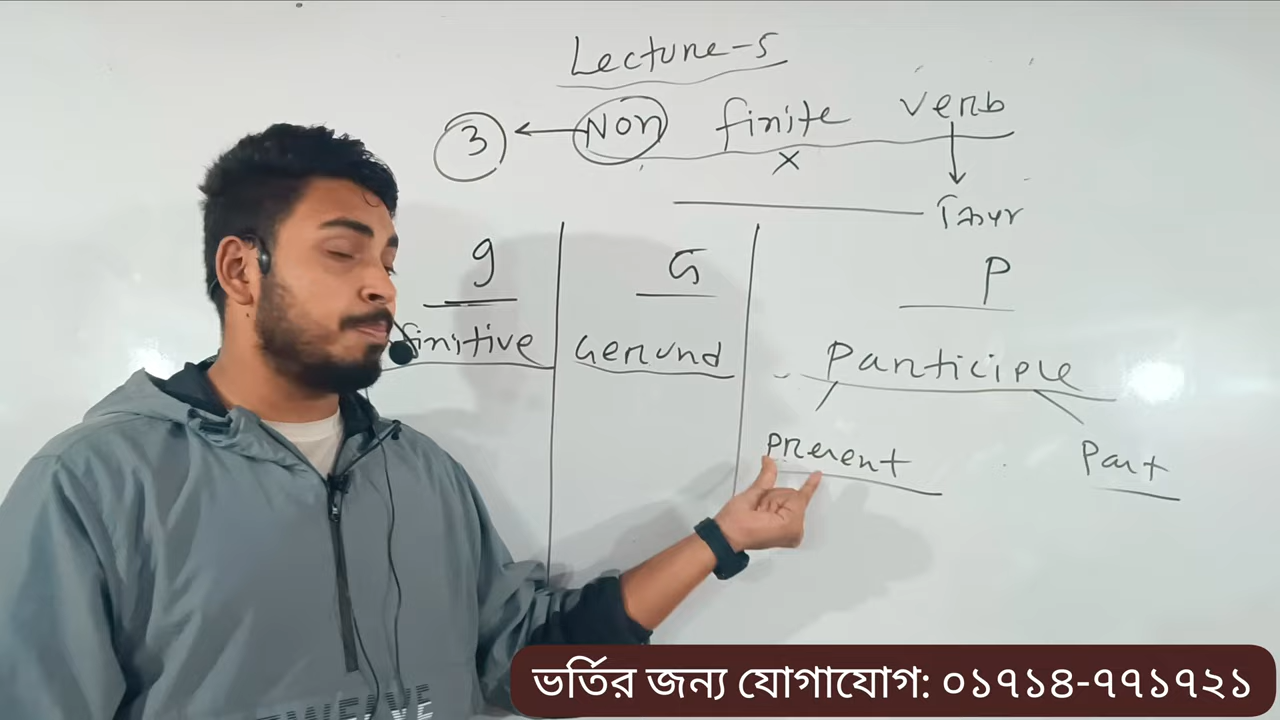 Lecture-5
3 ← Non finite verb
×
ক্রিয়া
g G P
finitive Gerund Participle
Present Past
ভর্তির জন্য যোগাযোগ: ০১৭১৪-৭৭১৭২১